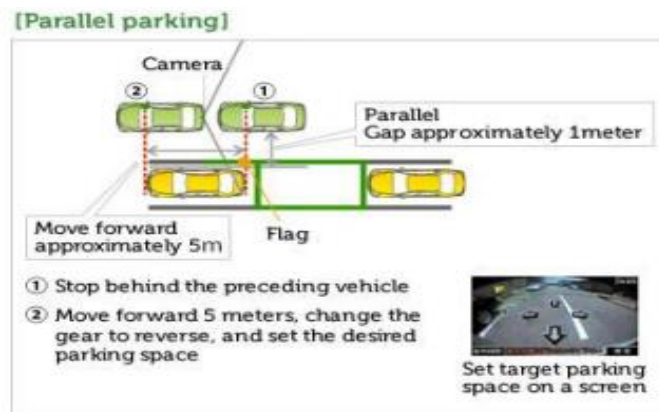 [Parallel parking]
Camera
② ①
Parallel
Gap approximately 1meter
Move forward
approximately 5m
Flag
① Stop behind the preceding vehicle
② Move forward 5 meters, change the
gear to reverse, and set the desired
parking space
Set target parking
space on a screen